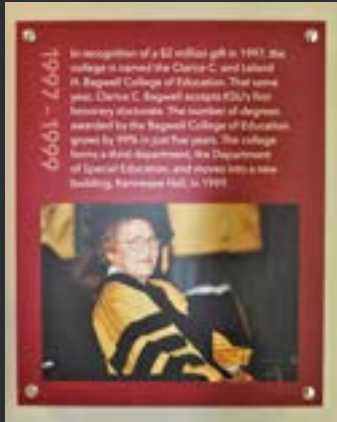 1997 - 1999
In recognition of a $2 million gift in 1997, the
college is named the Clarice C. and Leland
H. Bagwell College of Education. That same
year, Clarice C. Bagwell accepts KSU's first
honorary doctorate. The number of degrees
awarded by the Bagwell College of Education
grows by 99% in just five years. The college
forms a third department, the Department
of Special Education, and moves into a new
building, Kennesaw Hall, in 1999.